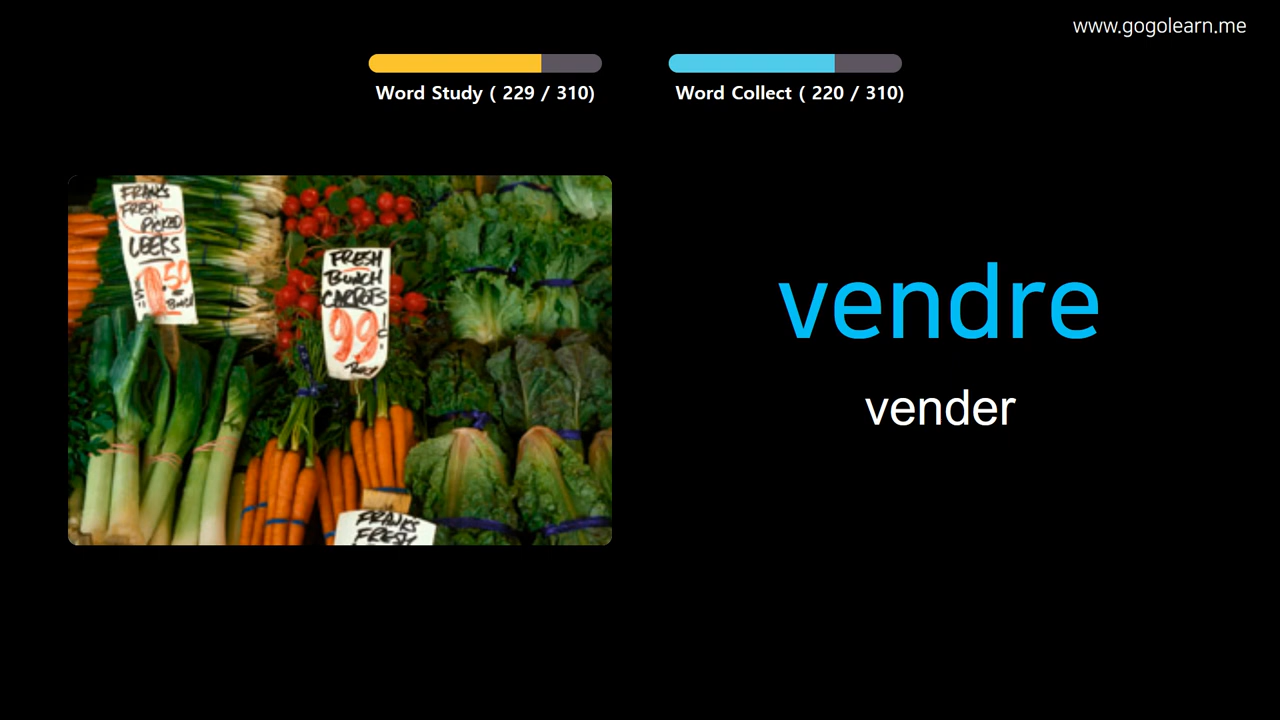 www.gogolearn.me
Word Study ( 229 / 310)
Word Collect ( 220 / 310)
FRANK'S
FRESH
PICKED
LEEKS
50
FRESH
BUNCH
CARROTS
99¢
FRANK'S
FRESH
vendre
vender